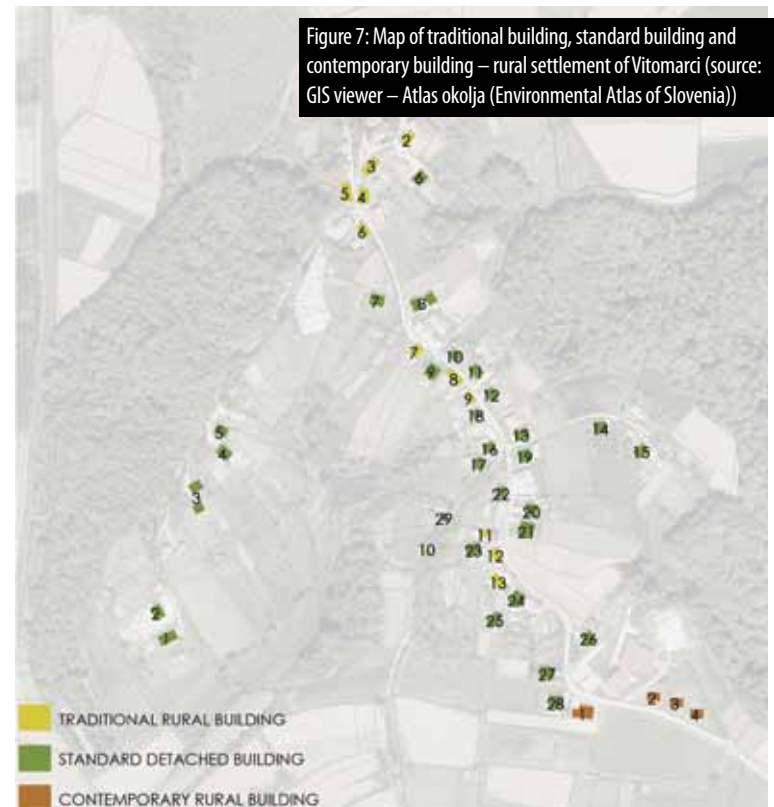 Figure 7: Map of traditional building, standard building and
contemporary building – rural settlement of Vitomarci (source:
GIS viewer – Atlas okolja (Environmental Atlas of Slovenia))
2
3
6
5 4
6
7 8
7 10
9 8 11
9 12
18
13 14
16 19 15
17
5
4
3
22
20
29 21
11
10 23 12
13
24
2 25
1 26
27
28 1 2 3 4
TRADITIONAL RURAL BUILDING
STANDARD DETACHED BUILDING
CONTEMPORARY RURAL BUILDING